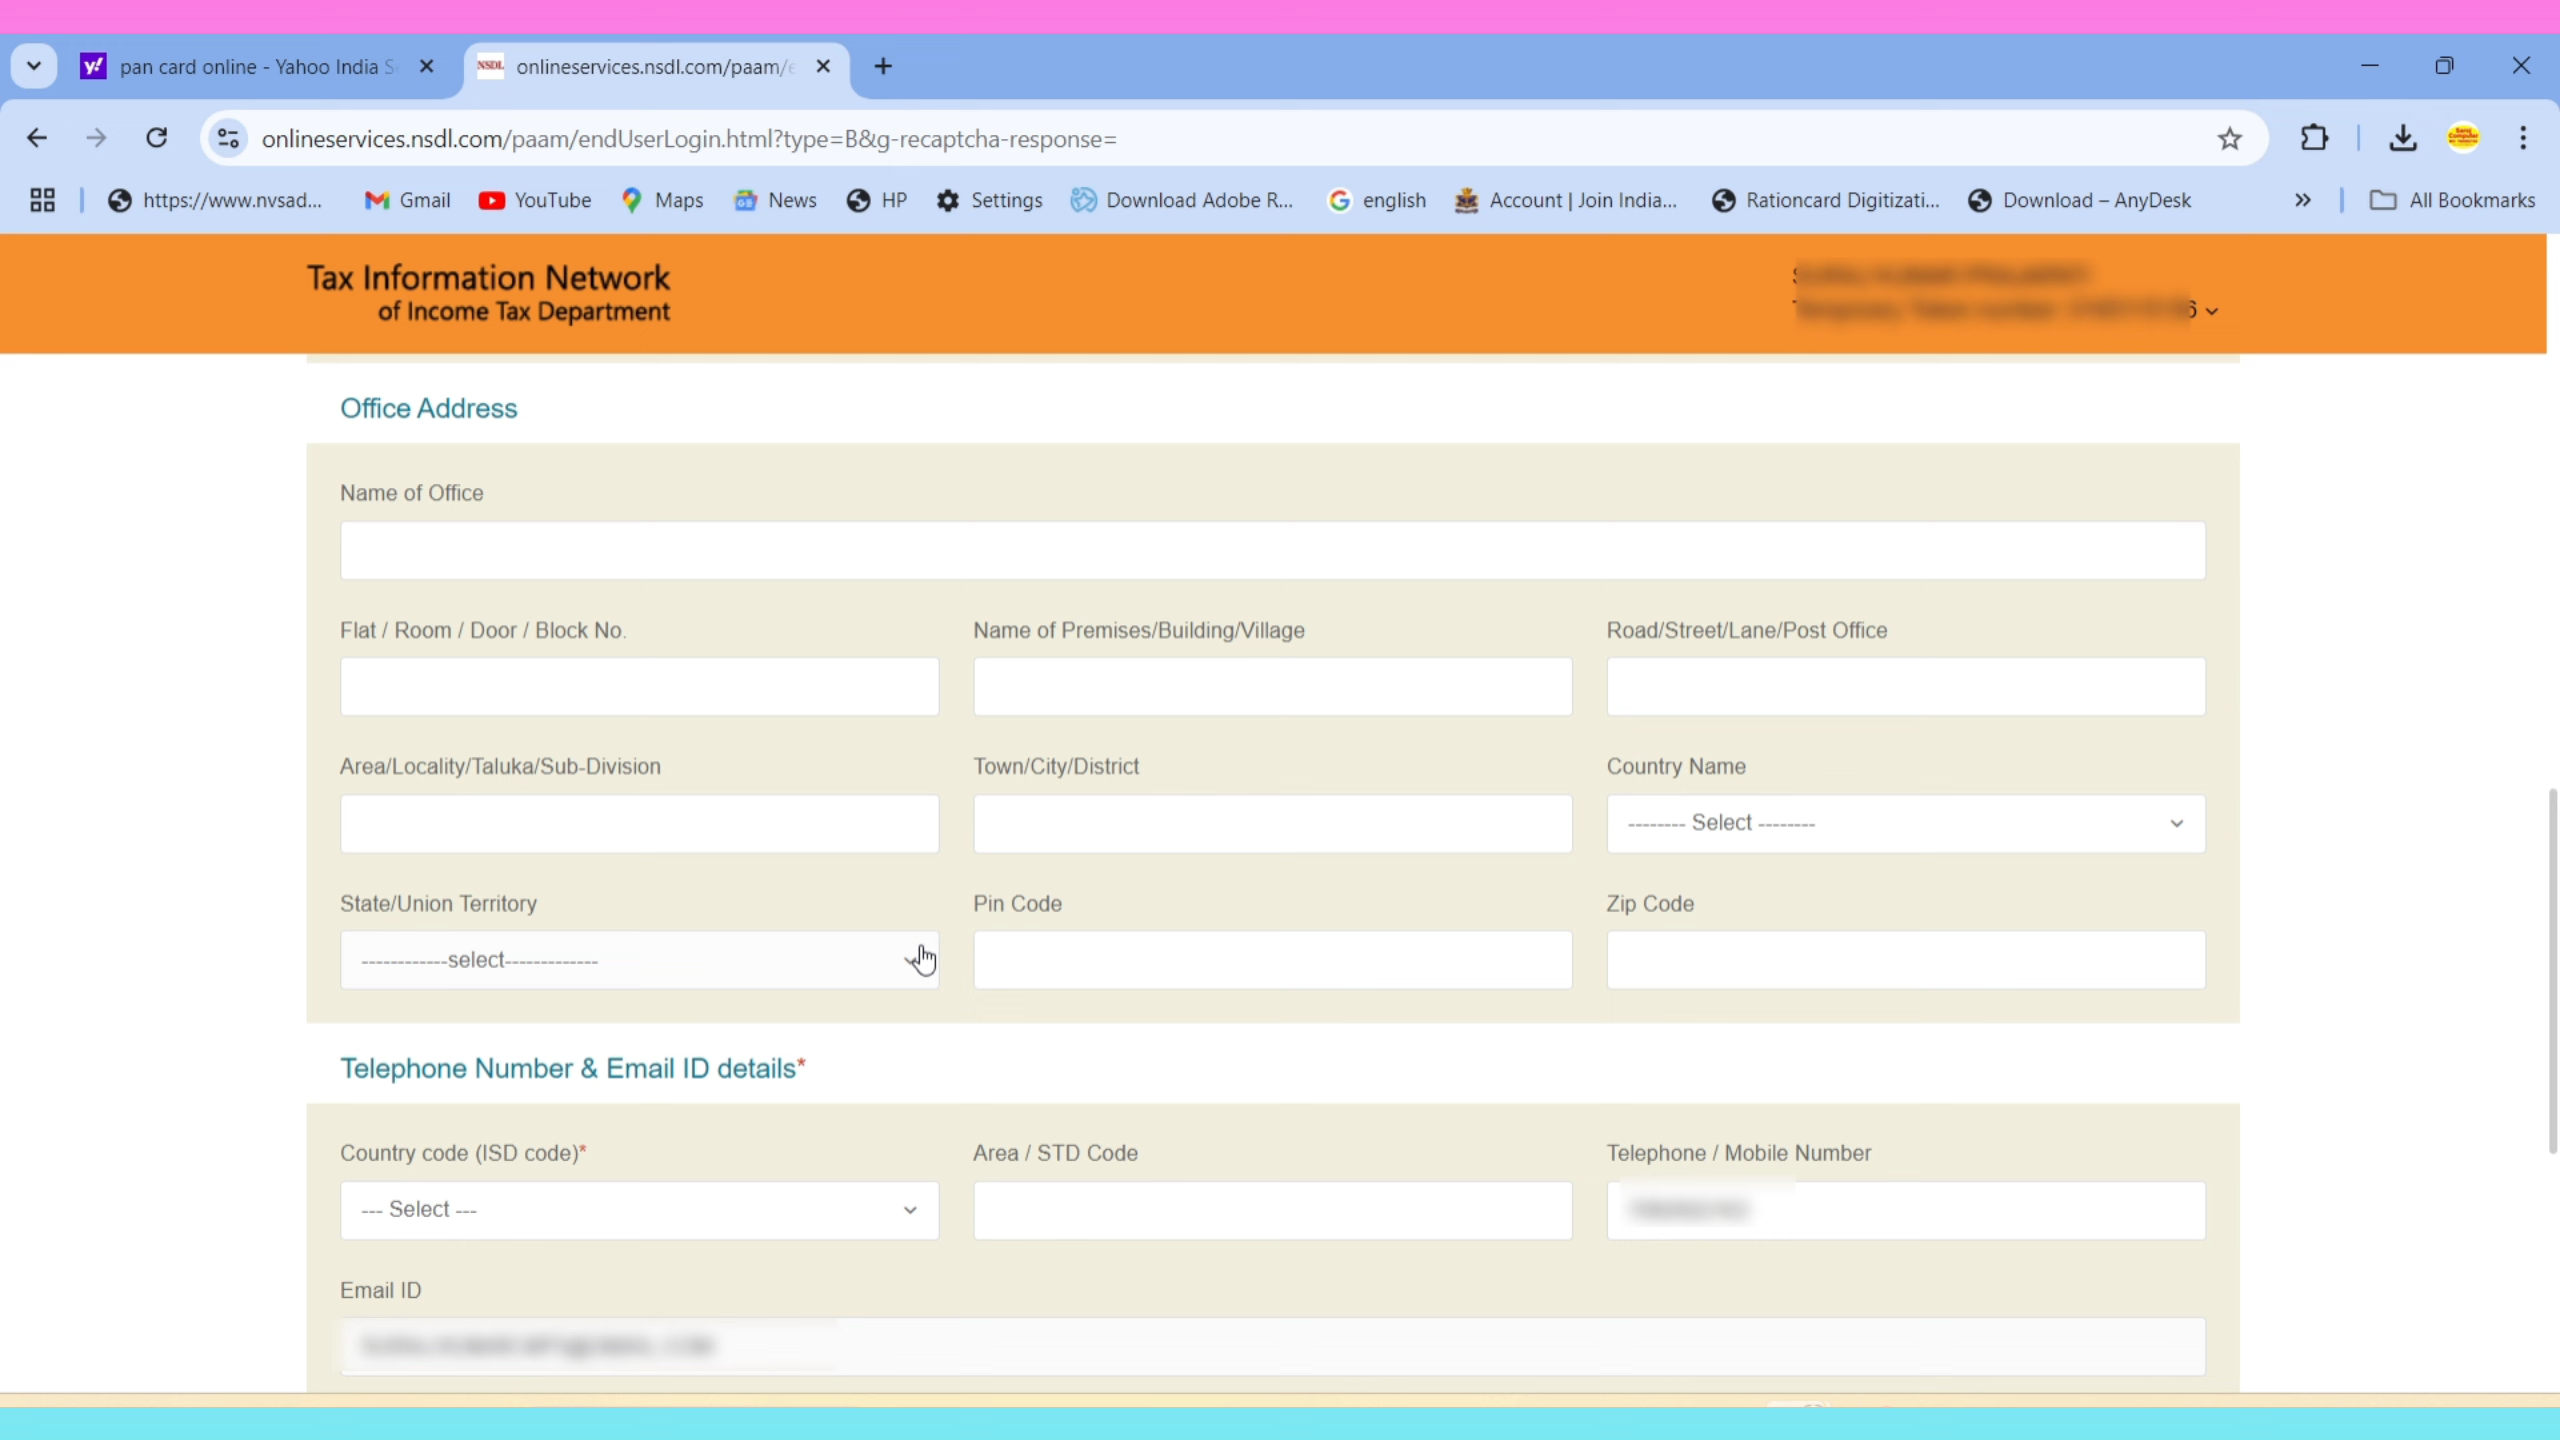 pan card online - Yahoo India S
NSDL onlineservices.nsdl.com/paam/e
onlineservices.nsdl.com/paam/endUserLogin.html?type=B&g-recaptcha-response=
https://www.nvsad... Gmail YouTube Maps News HP Settings Download Adobe R... english Account | Join India... Rationcard Digitizati... Download – AnyDesk » All Bookmarks
Tax Information Network
of Income Tax Department
Office Address
Name of Office
Flat / Room / Door / Block No. Name of Premises/Building/Village Road/Street/Lane/Post Office
Area/Locality/Taluka/Sub-Division Town/City/District Country Name
-------- Select --------
State/Union Territory Pin Code Zip Code
------------select-------------
Telephone Number & Email ID details*
Country code (ISD code)* Area / STD Code Telephone / Mobile Number
--- Select ---
Email ID